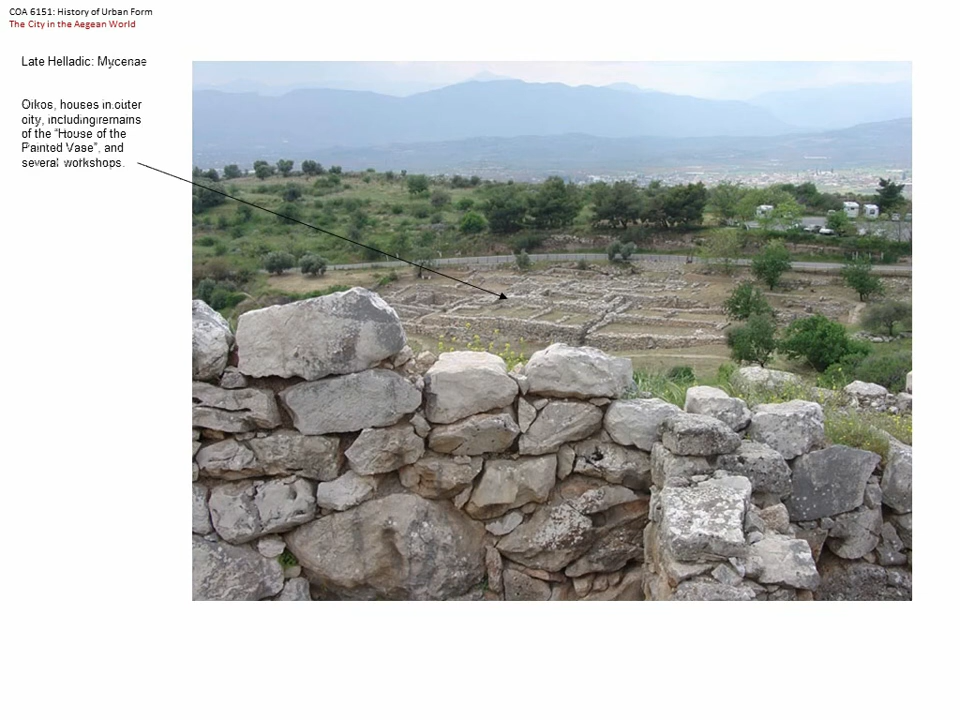 COA 6151: History of Urban Form
The City in the Aegean World
Late Helladic: Mycenae
Oikos, houses in outer
city, including remains
of the "House of the
Painted Vase", and
several workshops.